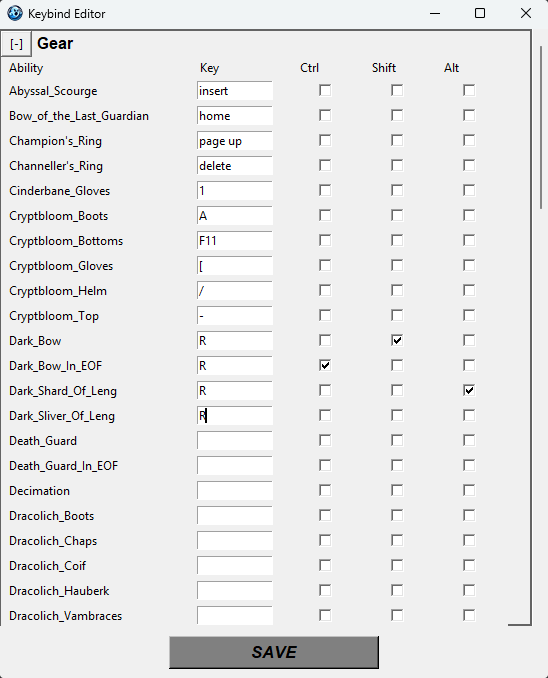 Keybind Editor
[-] Gear
Ability Key Ctrl Shift Alt
Abyssal_Scourge insert
Bow_of_the_Last_Guardian home
Champion's_Ring page up
Channeller's_Ring delete
Cinderbane_Gloves 1
Cryptbloom_Boots A
Cryptbloom_Bottoms F11
Cryptbloom_Gloves [
Cryptbloom_Helm /
Cryptbloom_Top -
Dark_Bow R
Dark_Bow_In_EOF R
Dark_Shard_Of_Leng R
Dark_Sliver_Of_Leng R
Death_Guard
Death_Guard_In_EOF
Decimation
Dracolich_Boots
Dracolich_Chaps
Dracolich_Coif
Dracolich_Hauberk
Dracolich_Vambraces
SAVE